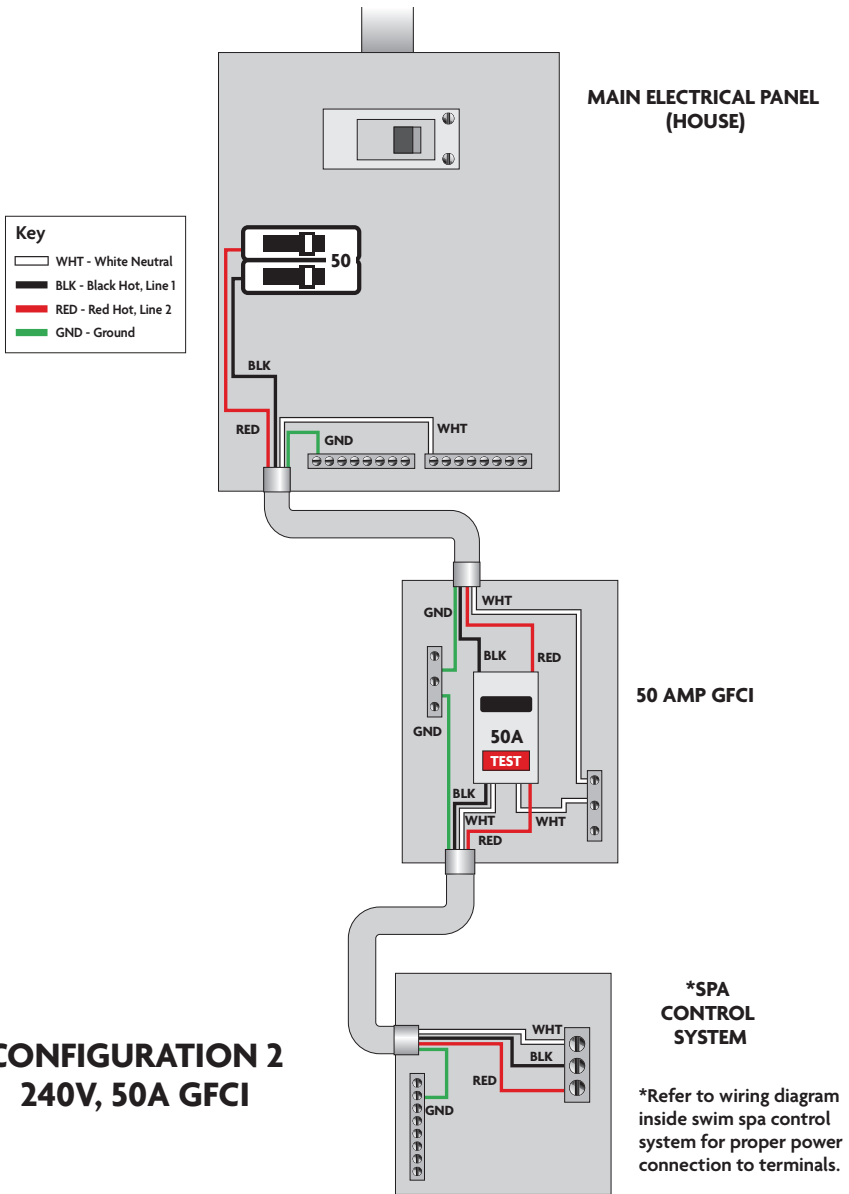 MAIN ELECTRICAL PANEL
(HOUSE)
Key
WHT - White Neutral
BLK - Black Hot, Line 1
RED - Red Hot, Line 2
GND - Ground
50
BLK
RED
GND
WHT
WHT
GND
BLK
RED
50 AMP GFCI
GND
50A
TEST
BLK
WHT
WHT
RED
*SPA
CONTROL
SYSTEM
WHT
BLK
RED
GND
CONFIGURATION 2
240V, 50A GFCI
*Refer to wiring diagram
inside swim spa control
system for proper power
connection to terminals.